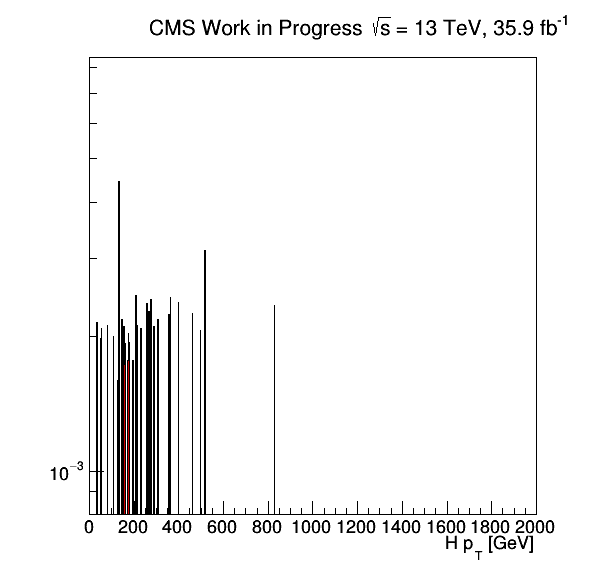 CMS Work in Progress √s = 13 TeV, 35.9 fb⁻¹
10⁻³
0 200 400 600 800 1000 1200 1400 1600 1800 2000
H p_T [GeV]